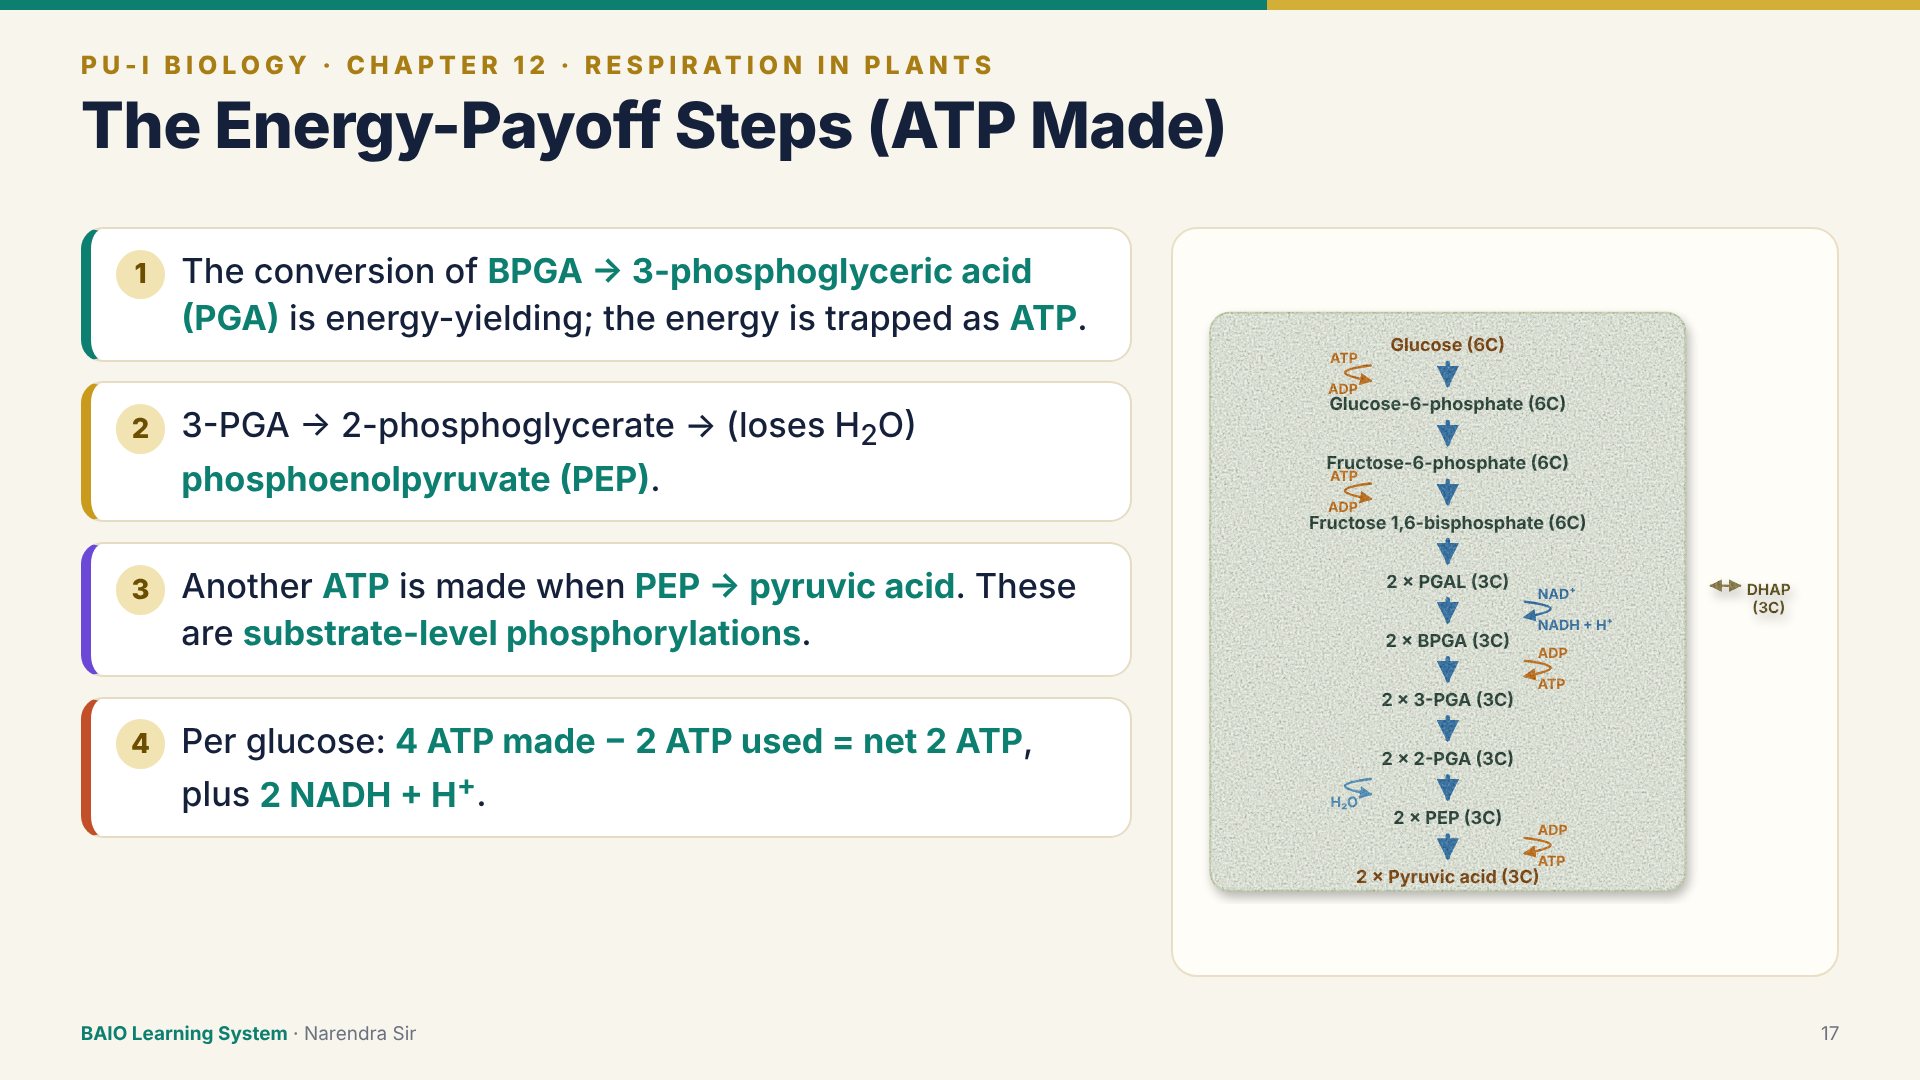 PU-I BIOLOGY · CHAPTER 12 · RESPIRATION IN PLANTS
The Energy-Payoff Steps (ATP Made)
1
The conversion of BPGA → 3-phosphoglyceric acid
(PGA) is energy-yielding; the energy is trapped as ATP.
2
3-PGA → 2-phosphoglycerate → (loses H₂O)
phosphoenolpyruvate (PEP).
3
Another ATP is made when PEP → pyruvic acid. These
are substrate-level phosphorylations.
4
Per glucose: 4 ATP made − 2 ATP used = net 2 ATP,
plus 2 NADH + H⁺.
Glucose (6C)
ATP
ADP
Glucose-6-phosphate (6C)
Fructose-6-phosphate (6C)
ATP
ADP
Fructose 1,6-bisphosphate (6C)
2 × PGAL (3C)
DHAP
(3C)
NAD⁺
NADH + H⁺
2 × BPGA (3C)
ADP
ATP
2 × 3-PGA (3C)
2 × 2-PGA (3C)
H₂O
2 × PEP (3C)
ADP
ATP
2 × Pyruvic acid (3C)
BAIO Learning System · Narendra Sir
17